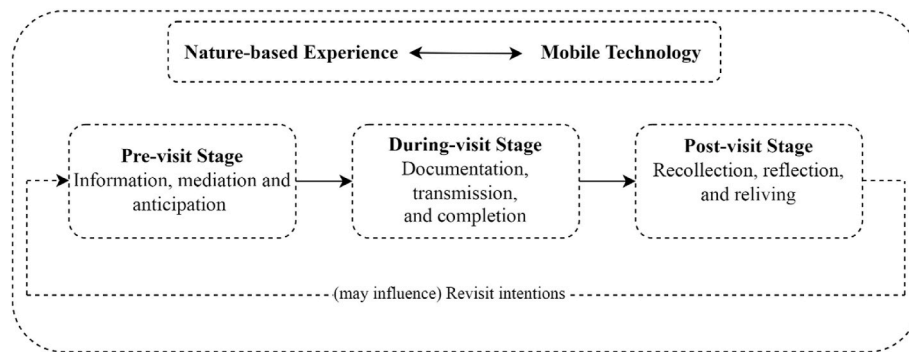 Nature-based Experience
Mobile Technology
Pre-visit Stage
Information, mediation and
anticipation
During-visit Stage
Documentation,
transmission,
and completion
Post-visit Stage
Recollection, reflection,
and reliving
(may influence) Revisit intentions